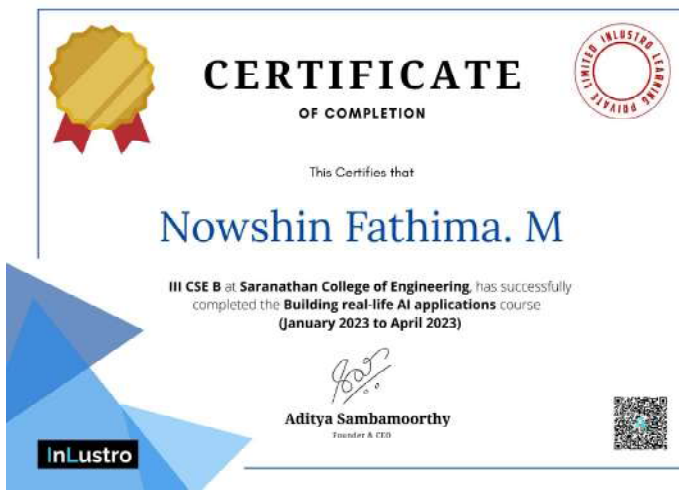 CERTIFICATE
OF COMPLETION
INLUSTRO LEARNING PRIVATE LIMITED
This Certifies that
Nowshin Fathima. M
III CSE B at Saranathan College of Engineering, has successfully
completed the Building real-life AI applications course
(January 2023 to April 2023)
Aditya Sambamoorthy
Founder & CEO
InLustro